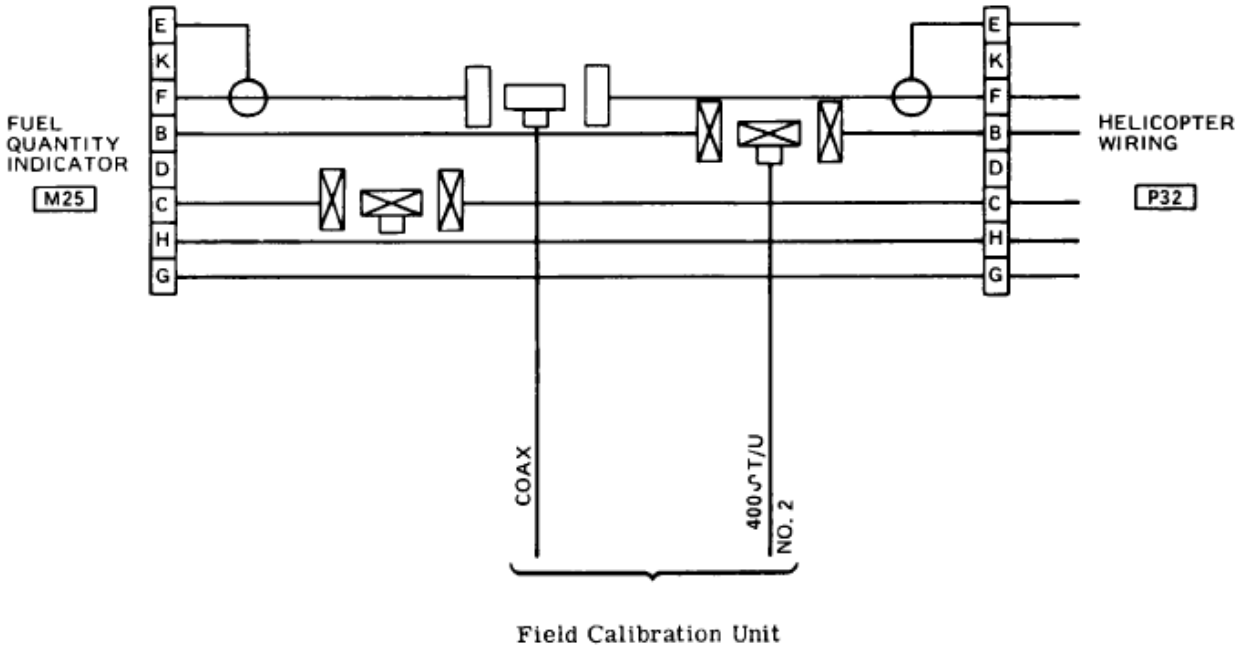 E
K
F
B
D
C
H
G
FUEL
QUANTITY
INDICATOR
M25
E
K
F
B
D
C
H
G
HELICOPTER
WIRING
P32
COAX
NO. 2
Field Calibration Unit